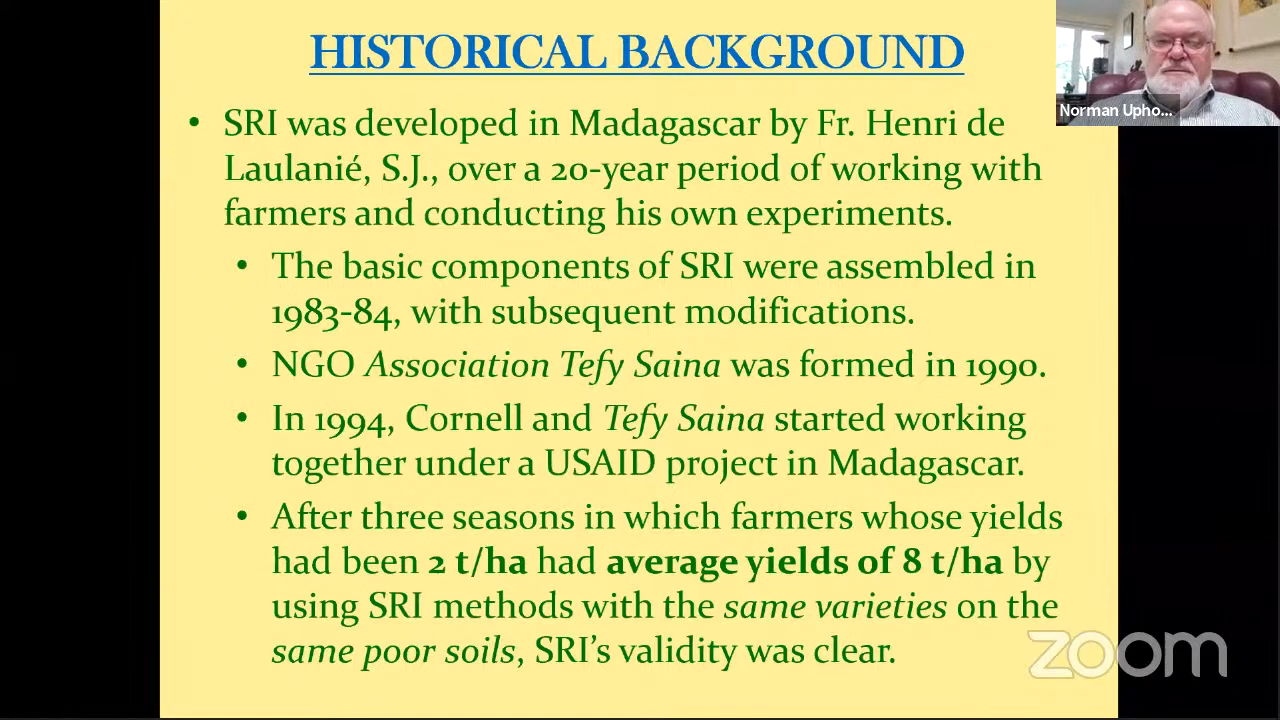 HISTORICAL BACKGROUND
Norman Upho...
• SRI was developed in Madagascar by Fr. Henri de
Laulanié, S.J., over a 20-year period of working with
farmers and conducting his own experiments.
• The basic components of SRI were assembled in
1983-84, with subsequent modifications.
• NGO Association Tefy Saina was formed in 1990.
• In 1994, Cornell and Tefy Saina started working
together under a USAID project in Madagascar.
• After three seasons in which farmers whose yields
had been 2 t/ha had average yields of 8 t/ha by
using SRI methods with the same varieties on the
same poor soils, SRI’s validity was clear.
zoom